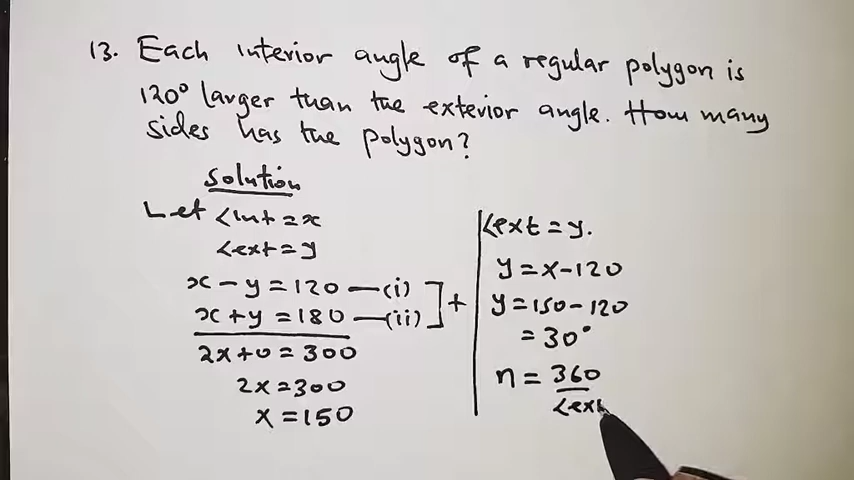 13. Each interior angle of a regular polygon is
120° larger than the exterior angle. How many
sides has the polygon?
Solution
Let <int = x
<ext = y
x - y = 120 —(i)
x + y = 180 —(ii) ] +
2x + 0 = 300
2x = 300
x = 150
<ext = y.
y = x - 120
y = 150 - 120
= 30°
n = 360
<ext